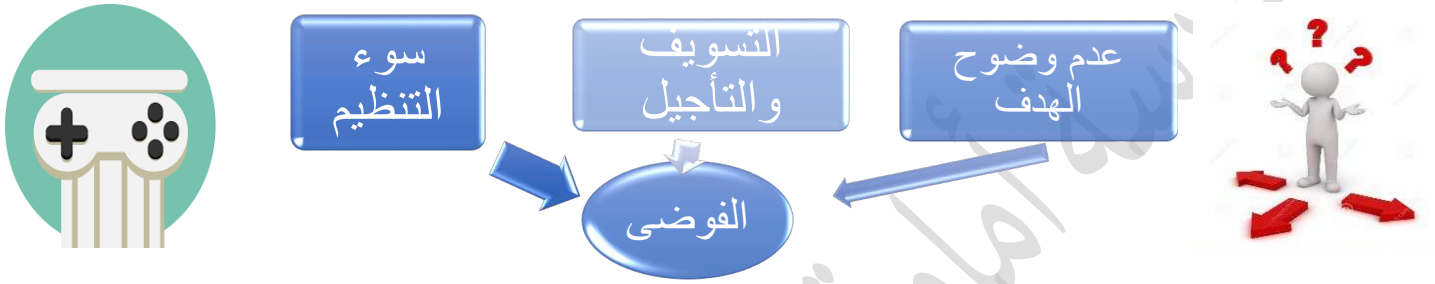 عدم وضوح
الهدف
التسويف
والتأجيل
سوء
التنظيم
الفوضى